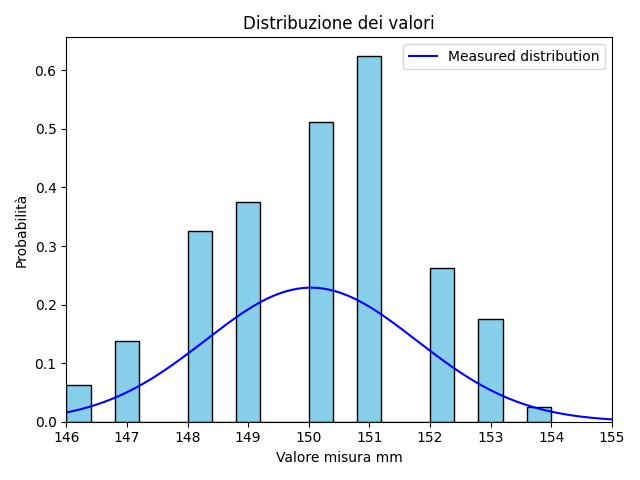 Distribuzione dei valori
Measured distribution
0.6
0.5
0.4
0.3
0.2
0.1
0.0
Probabilità
146 147 148 149 150 151 152 153 154 155
Valore misura mm